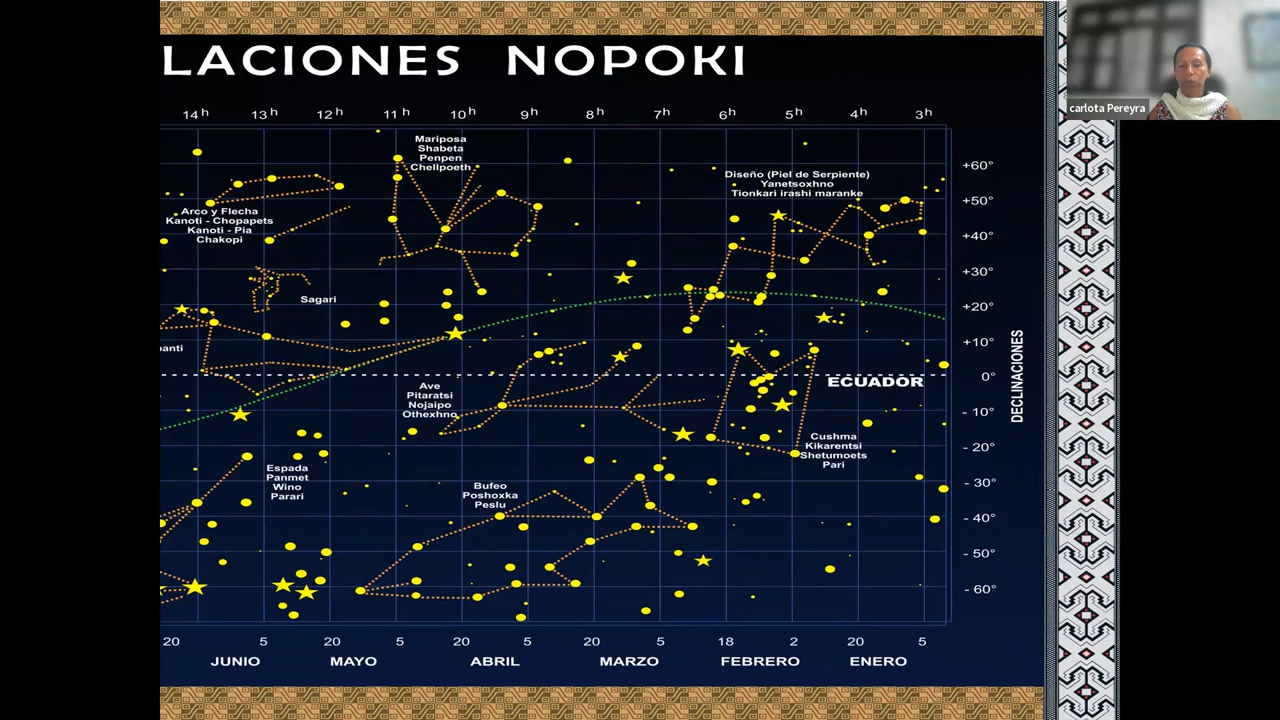 LACIONES NOPOKI
carlota Pereyra
14h 13h 12h 11h 10h 9h 8h 7h 6h 5h 4h 3h
Mariposa
Shabeta
Penpen
Chellpoeth
Diseño (Piel de Serpiente)
Yanetsoxhno
Tionkari irashi maranke
Arco y Flecha
Kanoti - Chopapets
Kanoti - Pia
Chakopi
Sagari
panti
Ave
Pitaratsi
Nojaipo
Othexhno
ECUADOR
Cushma
Kikarentsi
Shetumoets
Pari
Espada
Panmet
Wino
Parari
Bufeo
Poshoxka
Peslu
+60°
+50°
+40°
+30°
+20°
+10°
0°
- 10°
- 20°
- 30°
- 40°
- 50°
- 60°
DECLINACIONES
20 5 20 5 20 5 20 5 18 2 20 5
JUNIO MAYO ABRIL MARZO FEBRERO ENERO